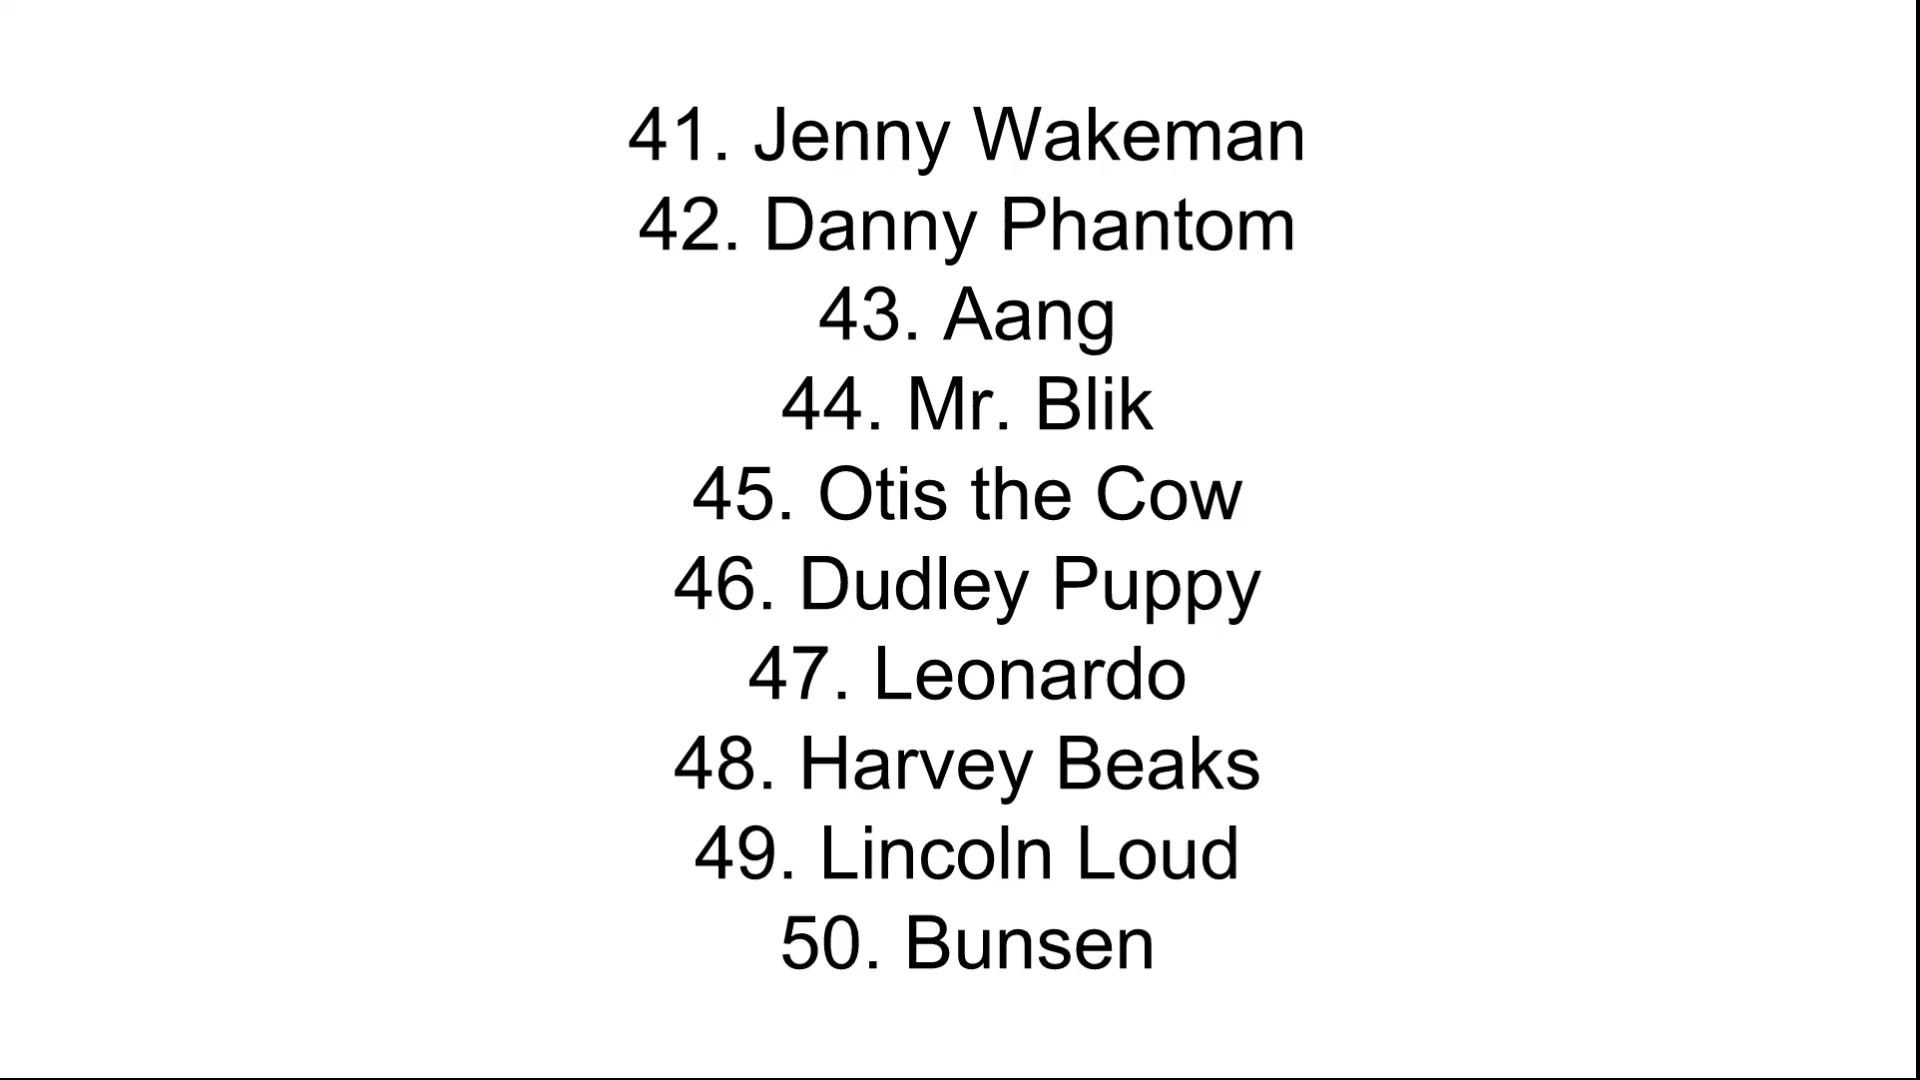 41. Jenny Wakeman
42. Danny Phantom
43. Aang
44. Mr. Blik
45. Otis the Cow
46. Dudley Puppy
47. Leonardo
48. Harvey Beaks
49. Lincoln Loud
50. Bunsen